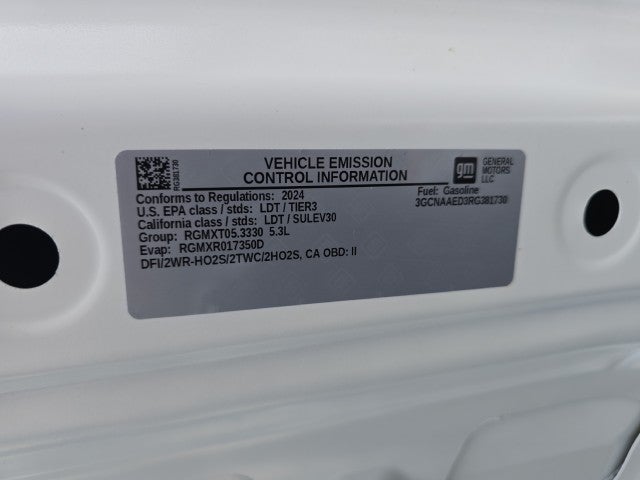 RG381730
VEHICLE EMISSION
CONTROL INFORMATION
gm
GENERAL
MOTORS
LLC
Conforms to Regulations: 2024
U.S. EPA class / stds: LDT / TIER3
California class / stds: LDT / SULEV30
Group: RGMXT05.3330 5.3L
Evap: RGMXR017350D
DFI/2WR-HO2S/2TWC/2HO2S, CA OBD: II
Fuel: Gasoline
3GCNAAED3RG381730